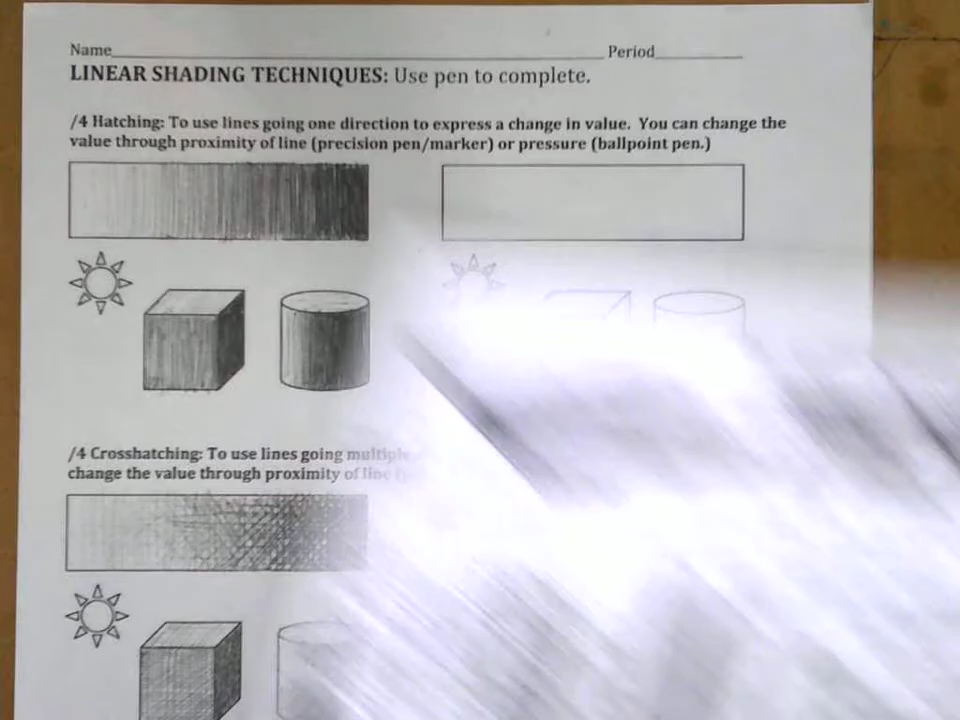 Name Period
LINEAR SHADING TECHNIQUES: Use pen to complete.
/4 Hatching: To use lines going one direction to express a change in value. You can change the
value through proximity of line (precision pen/marker) or pressure (ballpoint pen.)
/4 Crosshatching: To use lines going multiple
change the value through proximity of line